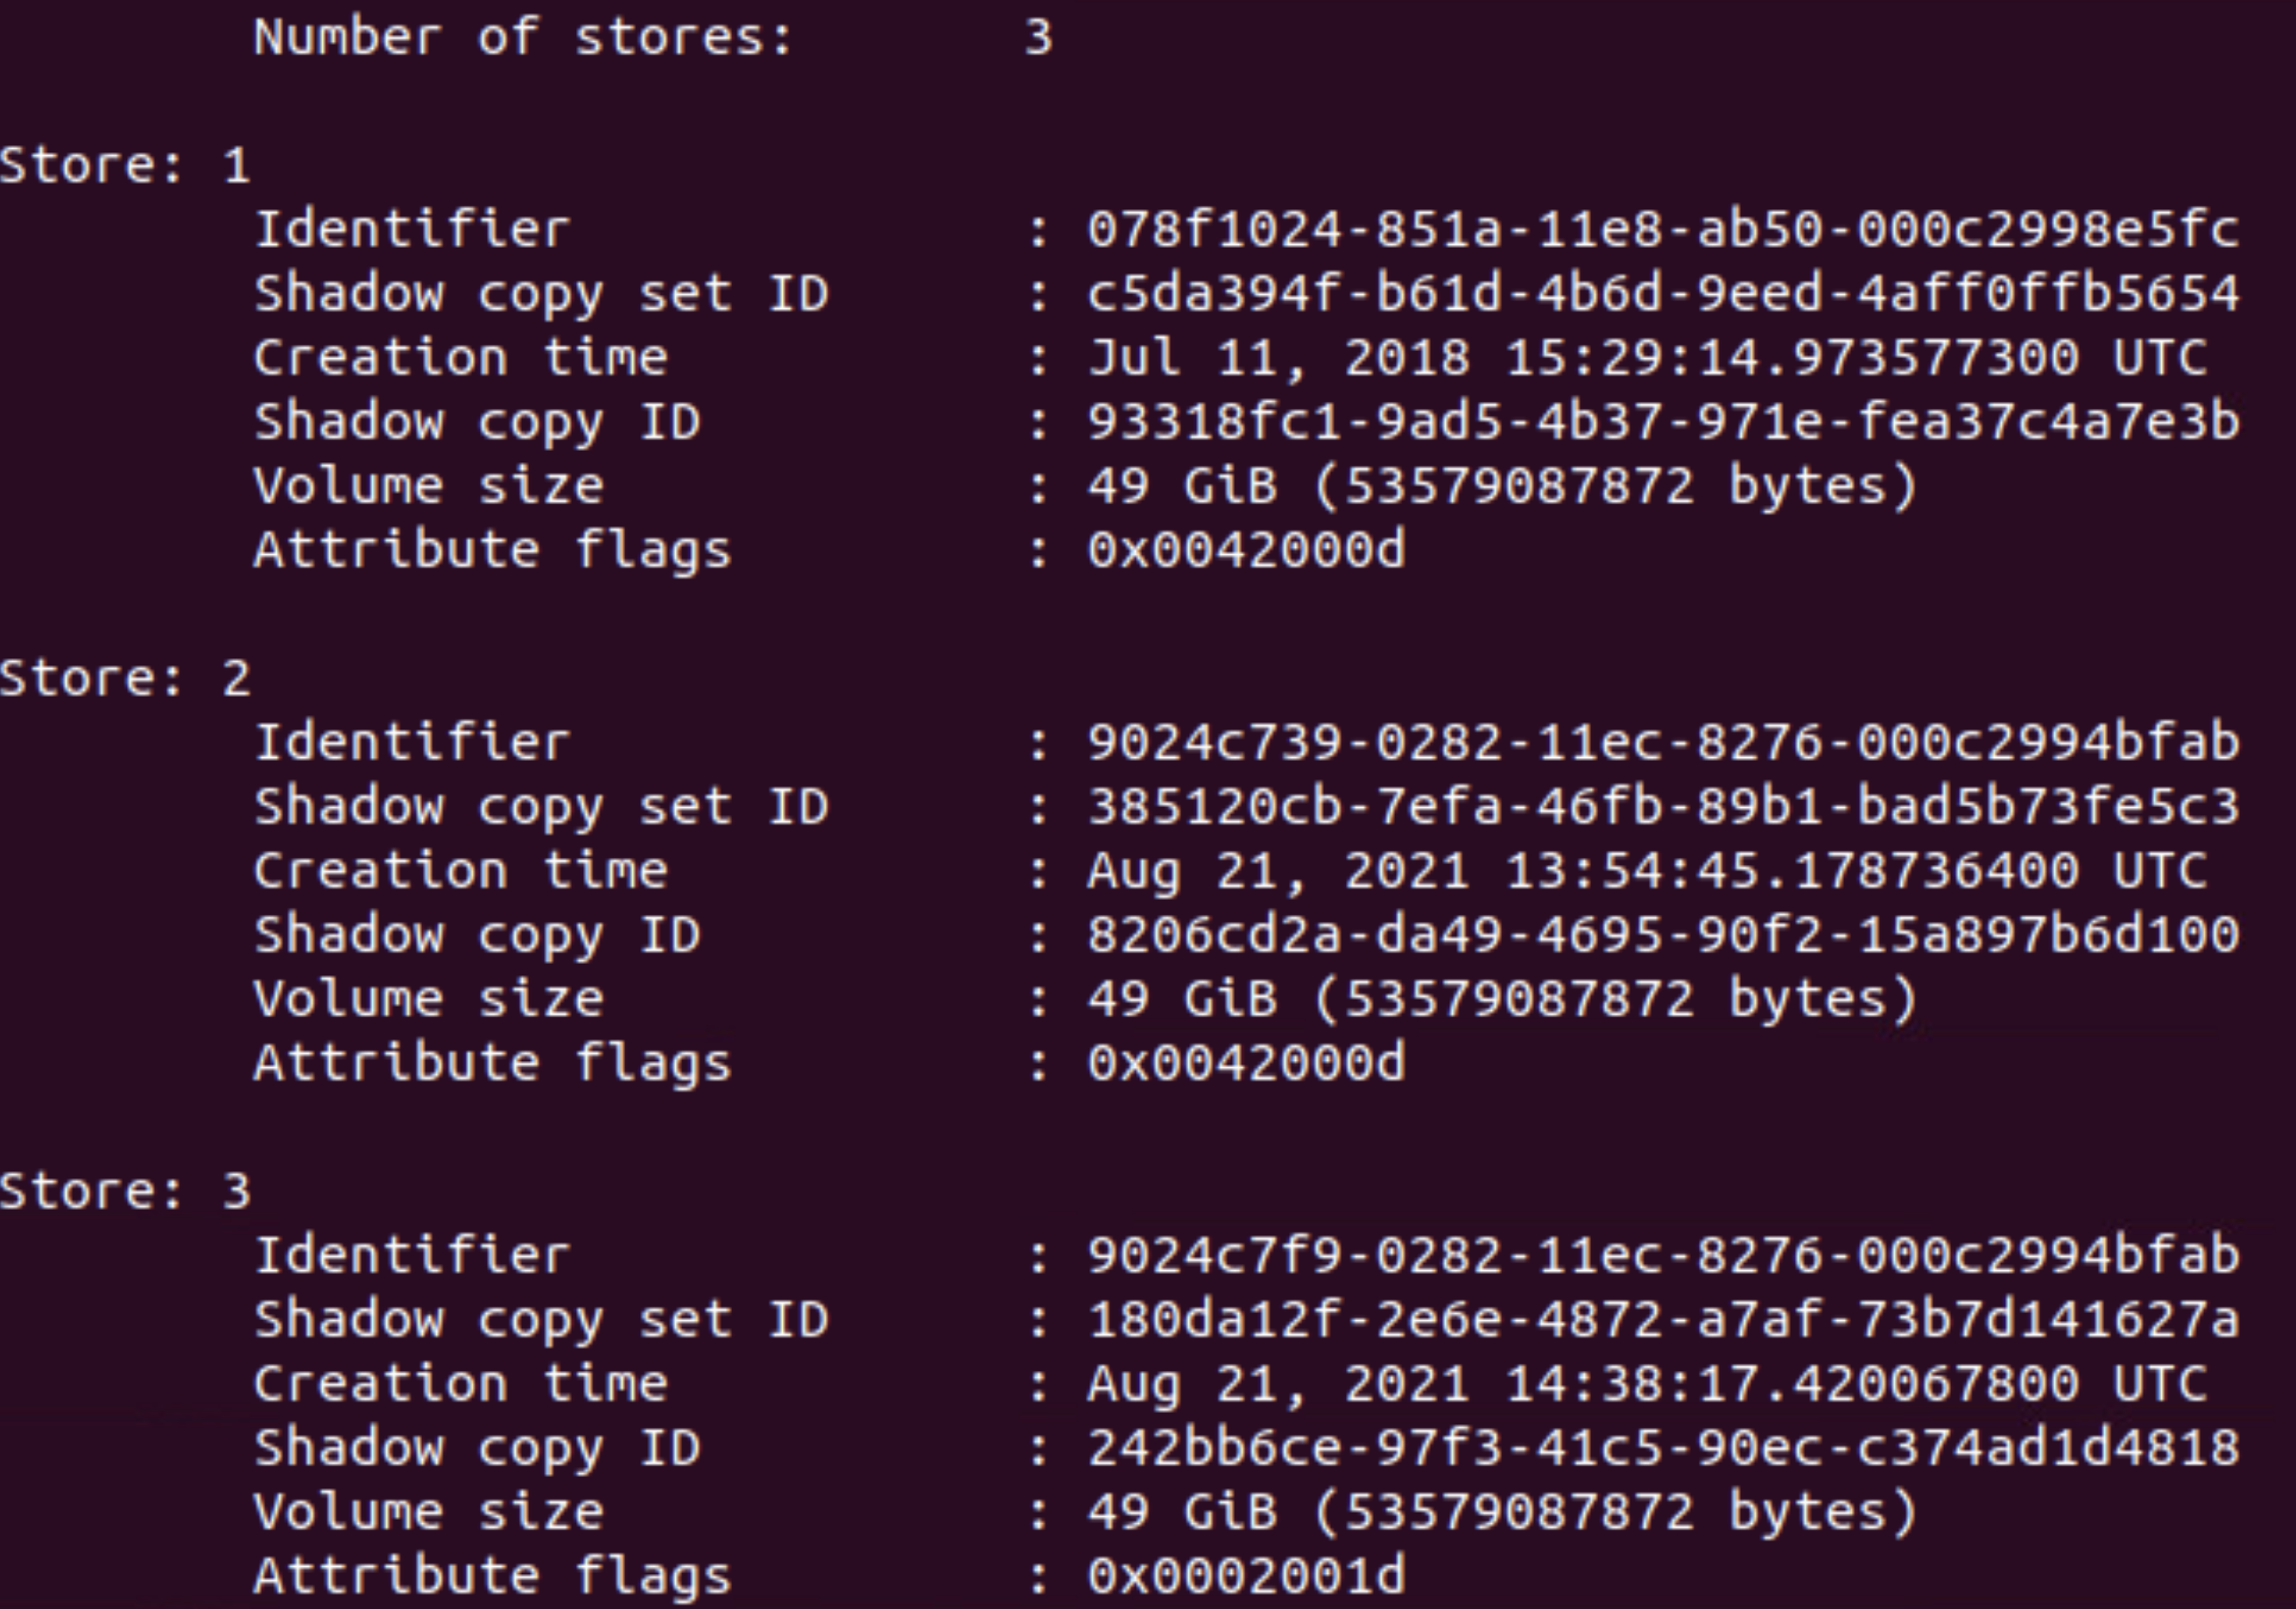 Number of stores: 3
Store: 1
Identifier : 078f1024-851a-11e8-ab50-000c2998e5fc
Shadow copy set ID : c5da394f-b61d-4b6d-9eed-4aff0ffb5654
Creation time : Jul 11, 2018 15:29:14.973577300 UTC
Shadow copy ID : 93318fc1-9ad5-4b37-971e-fea37c4a7e3b
Volume size : 49 GiB (53579087872 bytes)
Attribute flags : 0x0042000d
Store: 2
Identifier : 9024c739-0282-11ec-8276-000c2994bfab
Shadow copy set ID : 385120cb-7efa-46fb-89b1-bad5b73fe5c3
Creation time : Aug 21, 2021 13:54:45.178736400 UTC
Shadow copy ID : 8206cd2a-da49-4695-90f2-15a897b6d100
Volume size : 49 GiB (53579087872 bytes)
Attribute flags : 0x0042000d
Store: 3
Identifier : 9024c7f9-0282-11ec-8276-000c2994bfab
Shadow copy set ID : 180da12f-2e6e-4872-a7af-73b7d141627a
Creation time : Aug 21, 2021 14:38:17.420067800 UTC
Shadow copy ID : 242bb6ce-97f3-41c5-90ec-c374ad1d4818
Volume size : 49 GiB (53579087872 bytes)
Attribute flags : 0x0002001d